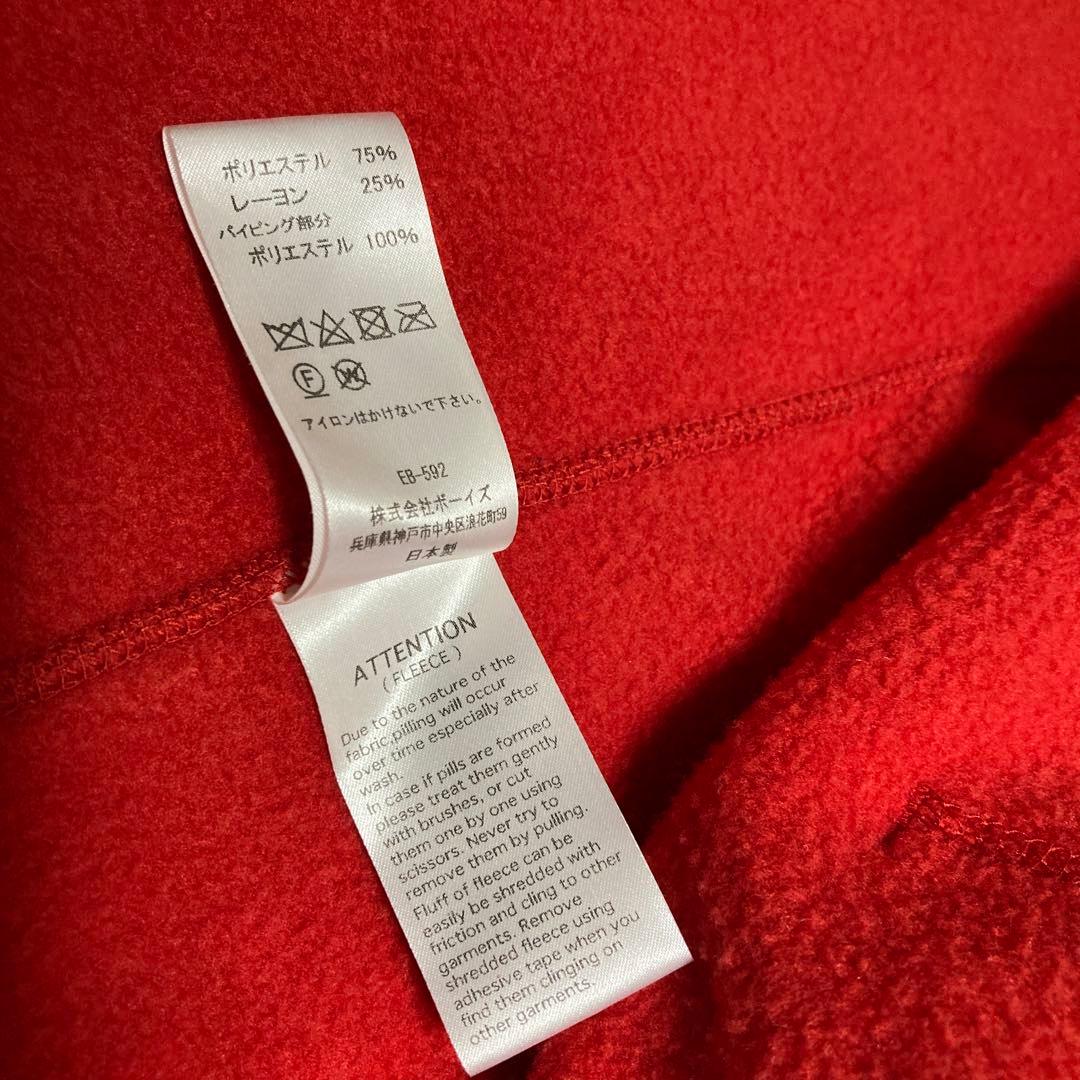 ポリエステル 75%
レーヨン 25%
パイピング部分
ポリエステル 100%
F W
アイロンはかけないで下さい。
EB-592
株式会社ボーイズ
兵庫県神戸市中央区浪花町59
日本製
ATTENTION
( FLEECE )
Due to the nature of the
fabric,pilling will occur
over time especially after
wash.
In case if pills are formed
please treat them gently
with brushes, or cut
them one by one using
scissors. Never try to
remove them by pulling.
Fluff of fleece can be
easily be shredded with
friction and cling to other
garments. Remove
shredded fleece using
adhesive tape when you
find them clinging on
other garments.